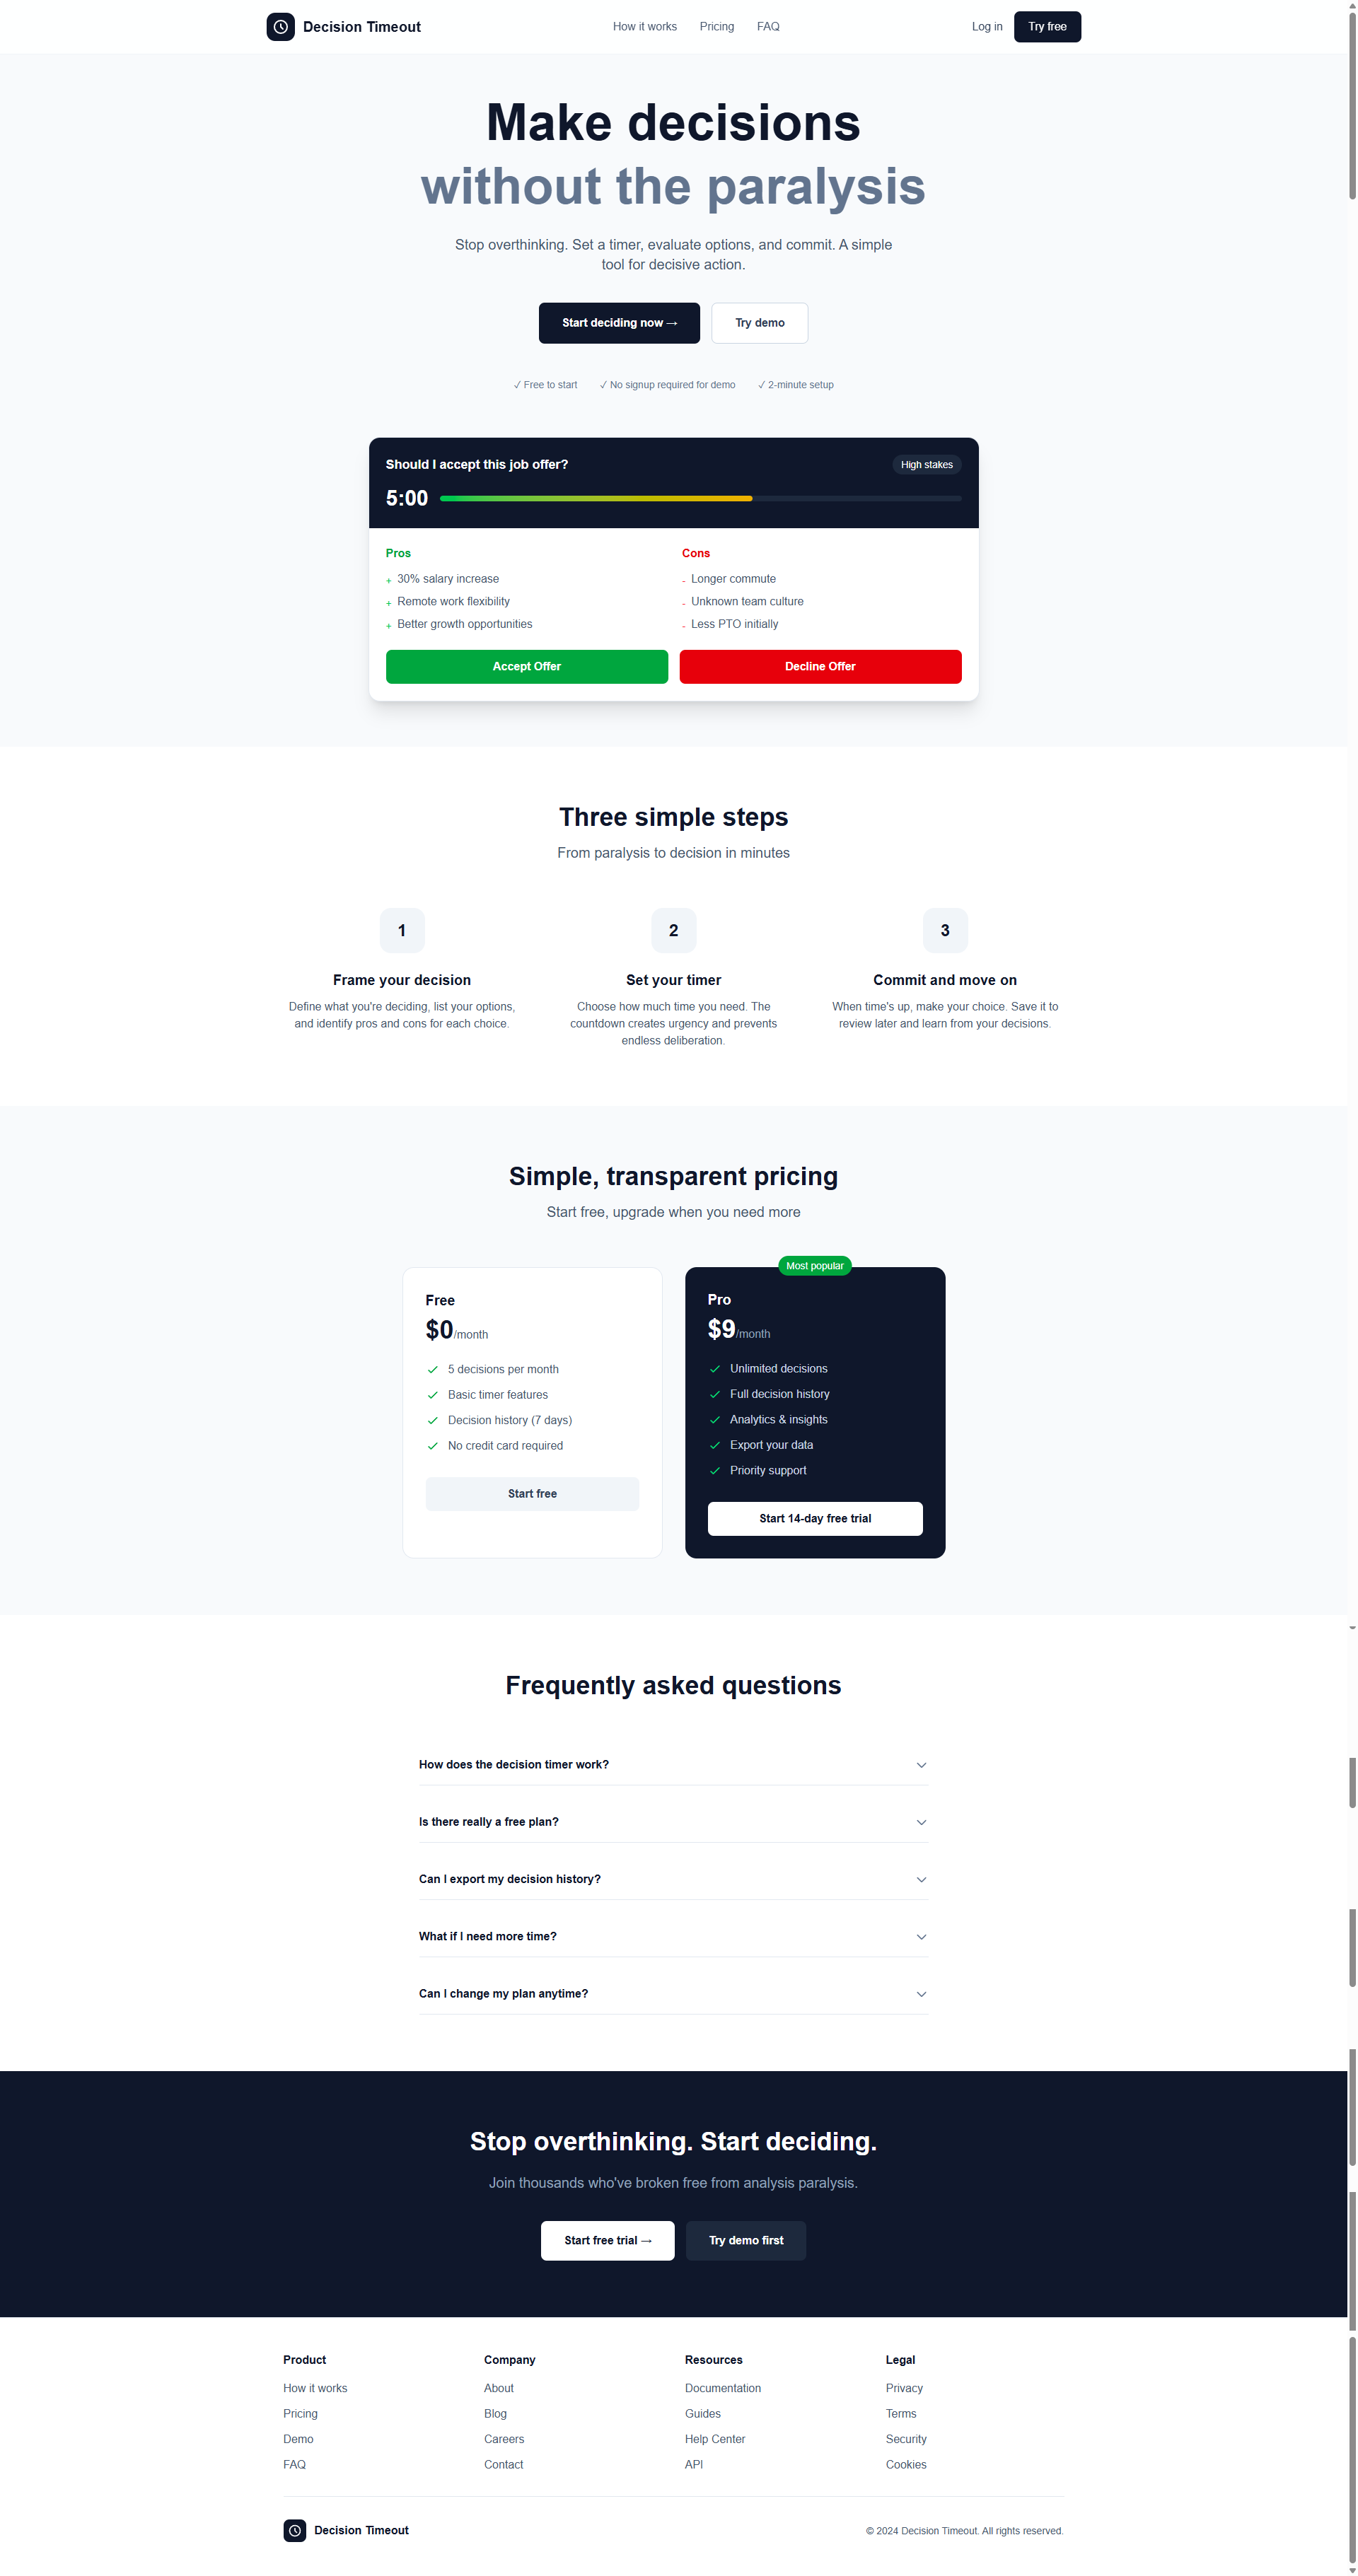 Decision Timeout
How it works
Pricing
FAQ
Log in
Try free
Make decisions
without the paralysis
Stop overthinking. Set a timer, evaluate options, and commit. A simple
tool for decisive action.
Start deciding now →
Try demo
✓ Free to start
✓ No signup required for demo
✓ 2-minute setup
Should I accept this job offer?
High stakes
5:00
Pros
+ 30% salary increase
+ Remote work flexibility
+ Better growth opportunities
Cons
- Longer commute
- Unknown team culture
- Less PTO initially
Accept Offer
Decline Offer
Three simple steps
From paralysis to decision in minutes
1
Frame your decision
Define what you're deciding, list your options,
and identify pros and cons for each choice.
2
Set your timer
Choose how much time you need. The
countdown creates urgency and prevents
endless deliberation.
3
Commit and move on
When time's up, make your choice. Save it to
review later and learn from your decisions.
Simple, transparent pricing
Start free, upgrade when you need more
Free
$0/month
5 decisions per month
Basic timer features
Decision history (7 days)
No credit card required
Start free
Most popular
Pro
$9/month
Unlimited decisions
Full decision history
Analytics & insights
Export your data
Priority support
Start 14-day free trial
Frequently asked questions
How does the decision timer work?
Is there really a free plan?
Can I export my decision history?
What if I need more time?
Can I change my plan anytime?
Stop overthinking. Start deciding.
Join thousands who've broken free from analysis paralysis.
Start free trial →
Try demo first
Product
How it works
Pricing
Demo
FAQ
Company
About
Blog
Careers
Contact
Resources
Documentation
Guides
Help Center
API
Legal
Privacy
Terms
Security
Cookies
Decision Timeout
© 2024 Decision Timeout. All rights reserved.